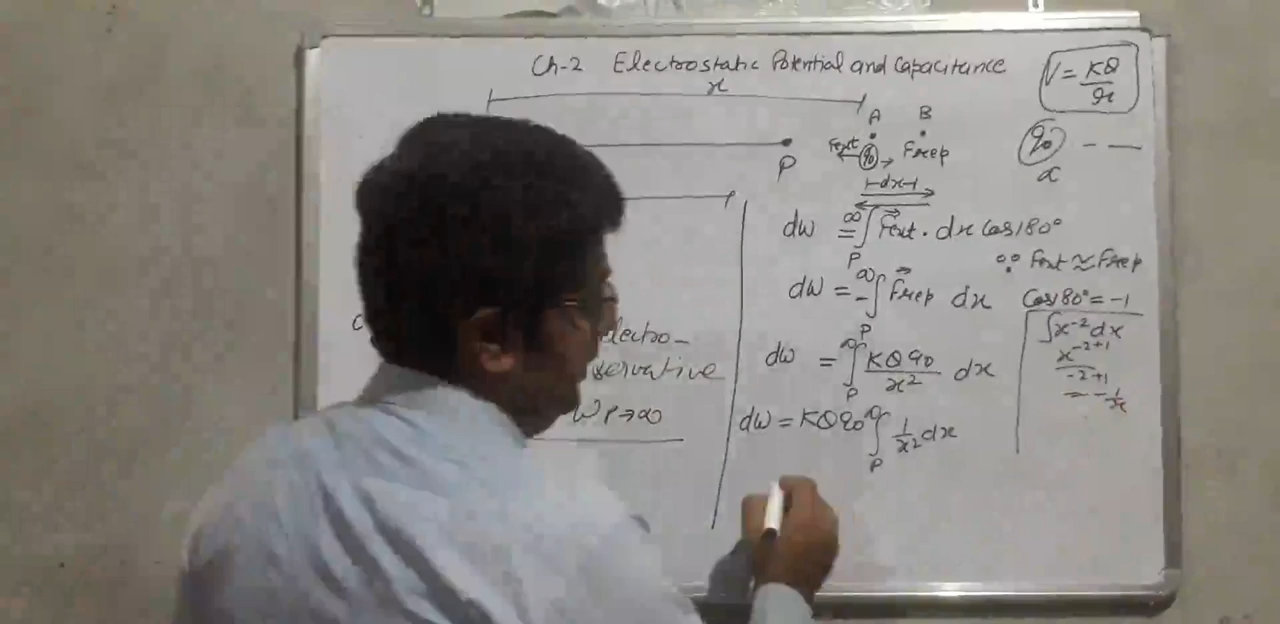 Ch-2 Electrostatic Potential and Capacitance
V = KQ/r
x
A B
Fext q0 Frep
P
q0
x
dx
dw = ∞∫P Fext . dx Cos180°
∵ Fext ≈ Frep
dw = - ∞∫P Frep dx
Cos180° = -1
dw = ∞∫P KQq0/x² dx
dw = KQq0 ∞∫P 1/x² dx
∫x⁻² dx
x⁻²⁺¹/-2+1
= -1/x
electro-
servative
W P→∞